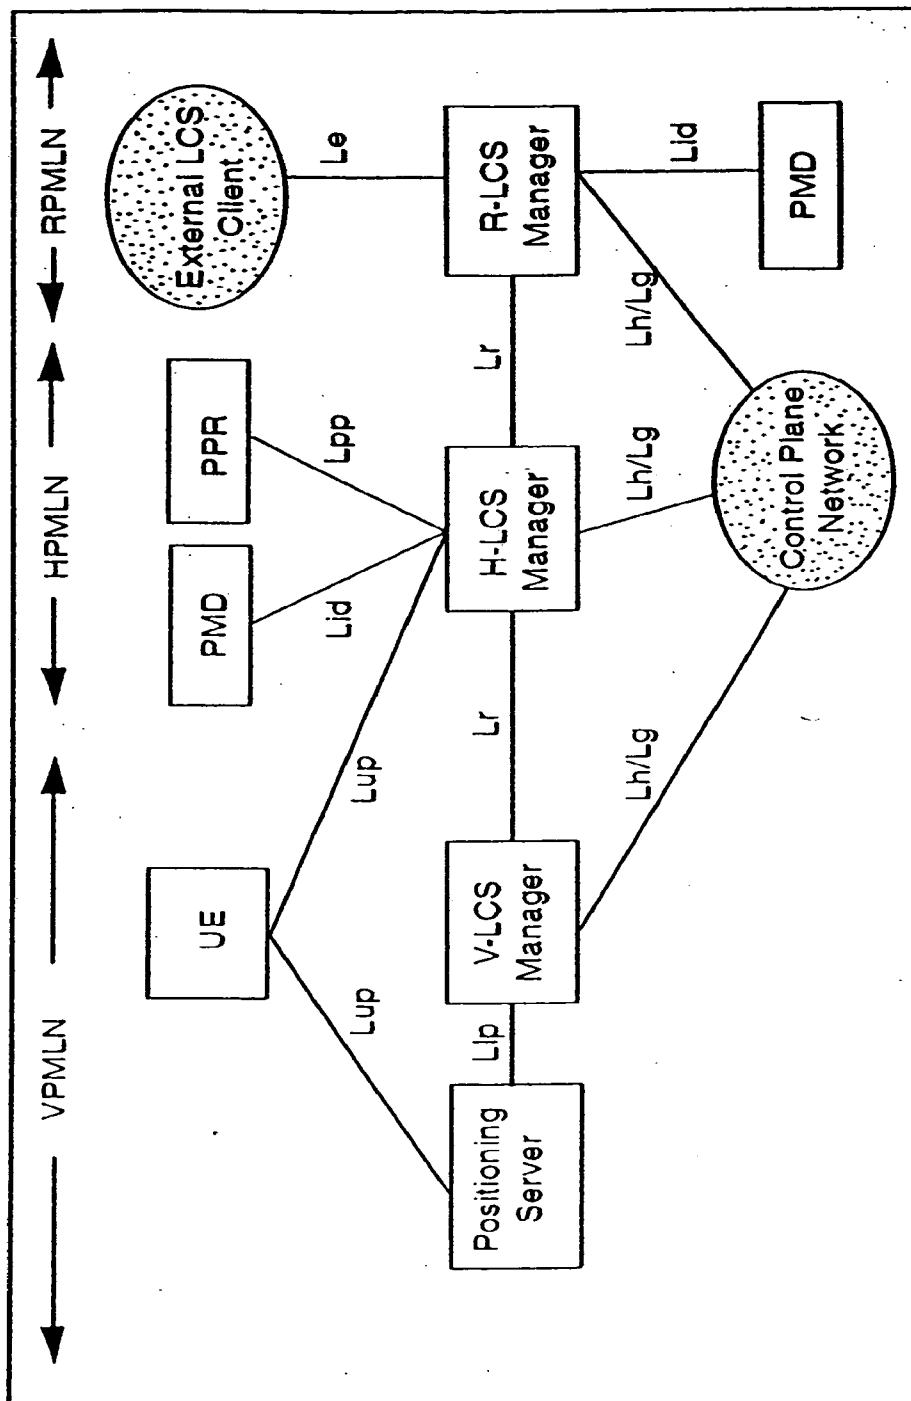 VPMLN
HPMLN
RPMLN
UE
PMD
PPR
External LCS
Client
Lup
Lup
Lid
Lpp
Le
Positioning
Server
Llp
V-LCS
Manager
Lr
H-LCS
Manager
Lr
R-LCS
Manager
Lh/Lg
Lh/Lg
Lh/Lg
Lid
Control Plane
Network
PMD